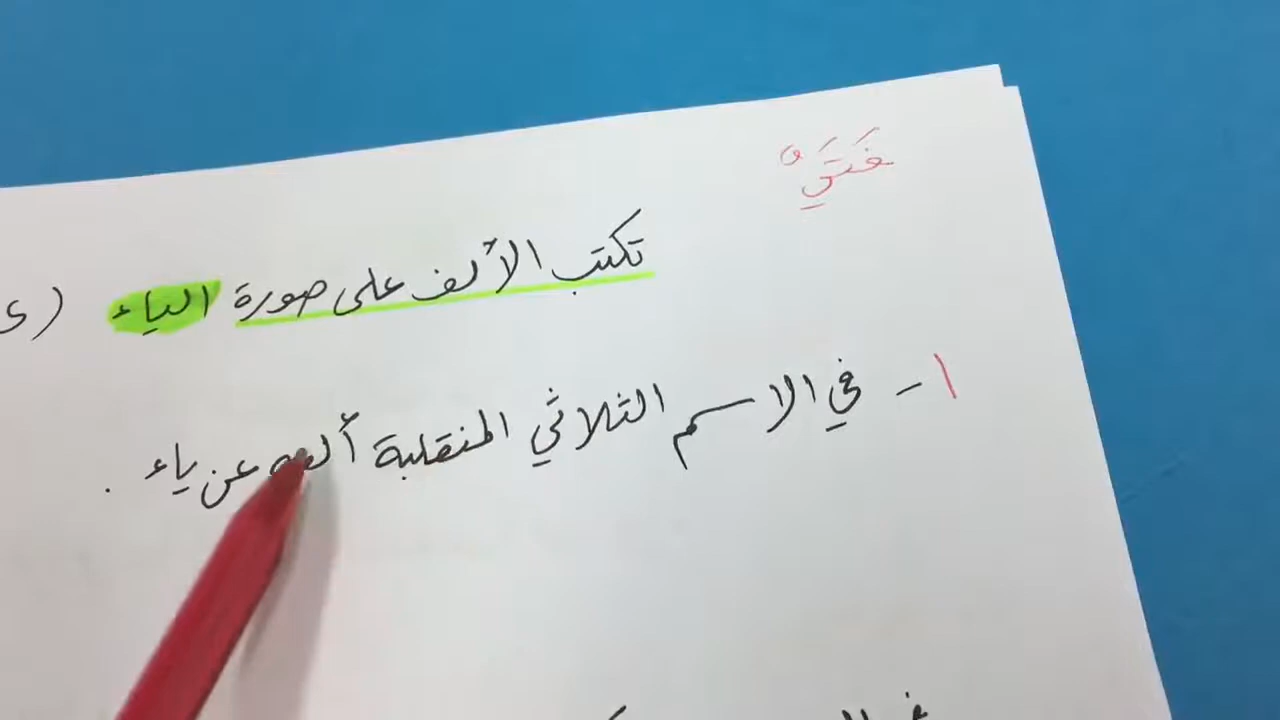 فَتَيٌ
تكتب الألف على صورة الياء (ى
١- في الاسم الثلاثي المنقلبة ألفه عن ياء .